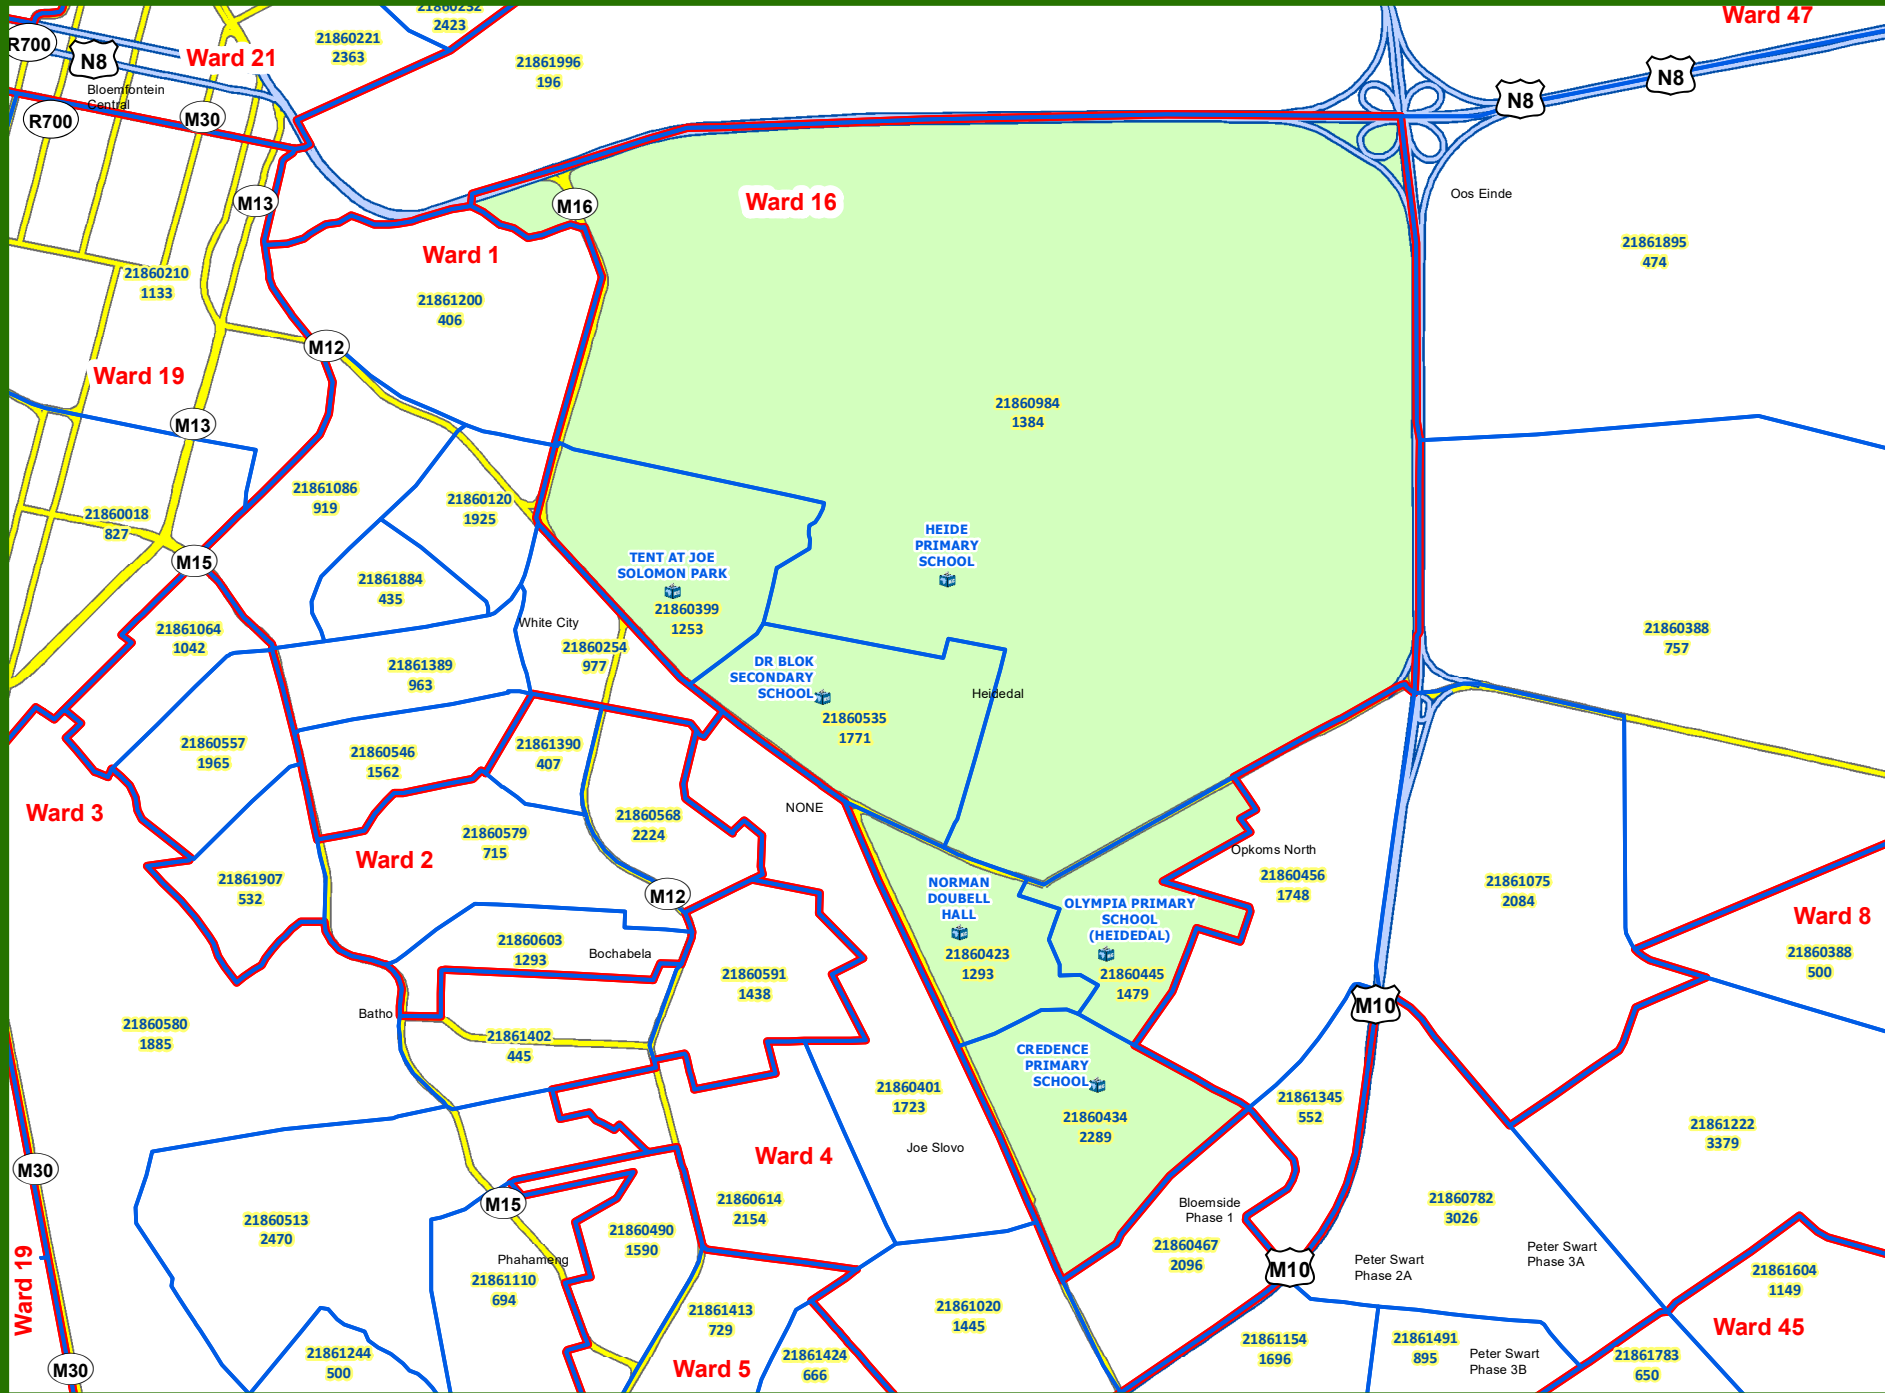 21860232
2423
Ward 47
R700
N8
Ward 21
21860221
2363
21861996
196
Bloemfontein
Central
R700
M30
N8
N8
M13
M16
Ward 16
Oos Einde
21861895
474
Ward 1
21861200
406
21860210
1133
M12
Ward 19
M13
21860984
1384
21860018
827
21861086
919
21860120
1925
M15
HEIDE
PRIMARY
SCHOOL
TENT AT JOE
SOLOMON PARK
21860399
1253
21861884
435
White City
21861064
1042
21860254
977
21861389
963
21860388
757
DR BLOK
SECONDARY
SCHOOL
21860535
1771
Heidedal
21860557
1965
21860546
1562
21861390
407
Ward 3
NONE
21860568
2224
21860579
715
Ward 2
21861907
532
M12
Opkoms North
21860456
1748
21861075
2084
Ward 8
21860388
500
NORMAN
DOUBELL
HALL
21860423
1293
OLYMPIA PRIMARY
SCHOOL
(HEIDEDAL)
21860445
1479
21860603
1293
Bochabela
21860591
1438
M10
Batho
21860580
1885
21861402
445
CREDENCE
PRIMARY
SCHOOL
21860434
2289
21860401
1723
21861345
552
21861222
3379
Joe Slovo
Ward 4
M30
M15
21860614
2154
21860513
2470
21860490
1590
Phahameng
21861110
694
Bloemside
Phase 1
21860467
2096
21860782
3026
M10
Peter Swart
Phase 2A
Peter Swart
Phase 3A
21861604
1149
Ward 19
21861413
729
21861020
1445
21861154
1696
21861491
895
Ward 45
M30
21861244
500
Ward 5
21861424
666
Peter Swart
Phase 3B
21861783
650